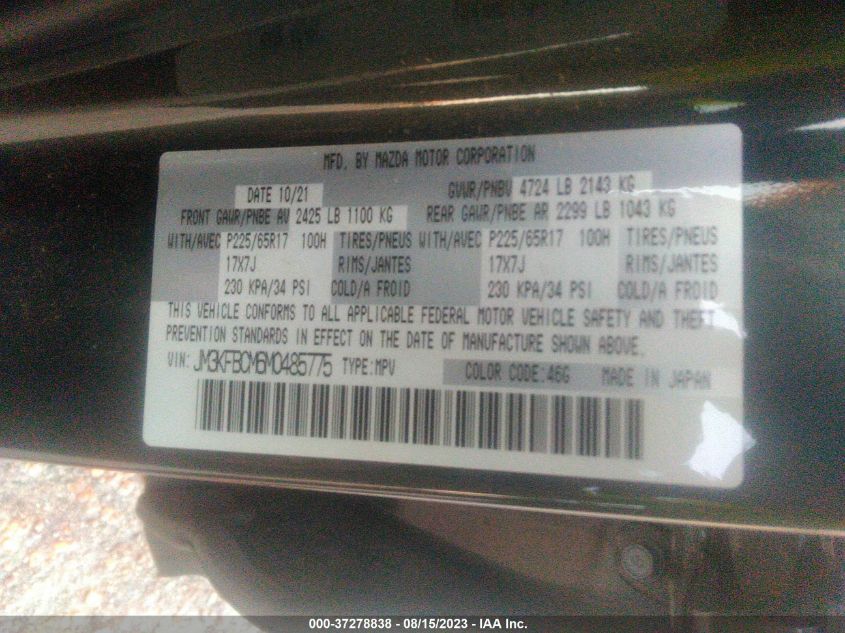 MFD. BY MAZDA MOTOR CORPORATION
DATE 10/21 GVWR/PNBV 4724 LB 2143 KG
FRONT GAWR/PNBE AV 2425 LB 1100 KG REAR GAWR/PNBE AR 2299 LB 1043 KG
WITH/AVEC P225/65R17 100H TIRES/PNEUS WITH/AVEC P225/65R17 100H TIRES/PNEUS
17X7J RIMS/JANTES 17X7J RIMS/JANTES
230 KPA/34 PSI COLD/A FROID 230 KPA/34 PSI COLD/A FROID
THIS VEHICLE CONFORMS TO ALL APPLICABLE FEDERAL MOTOR VEHICLE SAFETY AND THEFT
PREVENTION STANDARDS IN EFFECT ON THE DATE OF MANUFACTURE SHOWN ABOVE.
VIN: JM3KFBCM6M0485775 TYPE:MPV COLOR CODE:46G MADE IN JAPAN
000-37278838 - 08/15/2023 - IAA Inc.